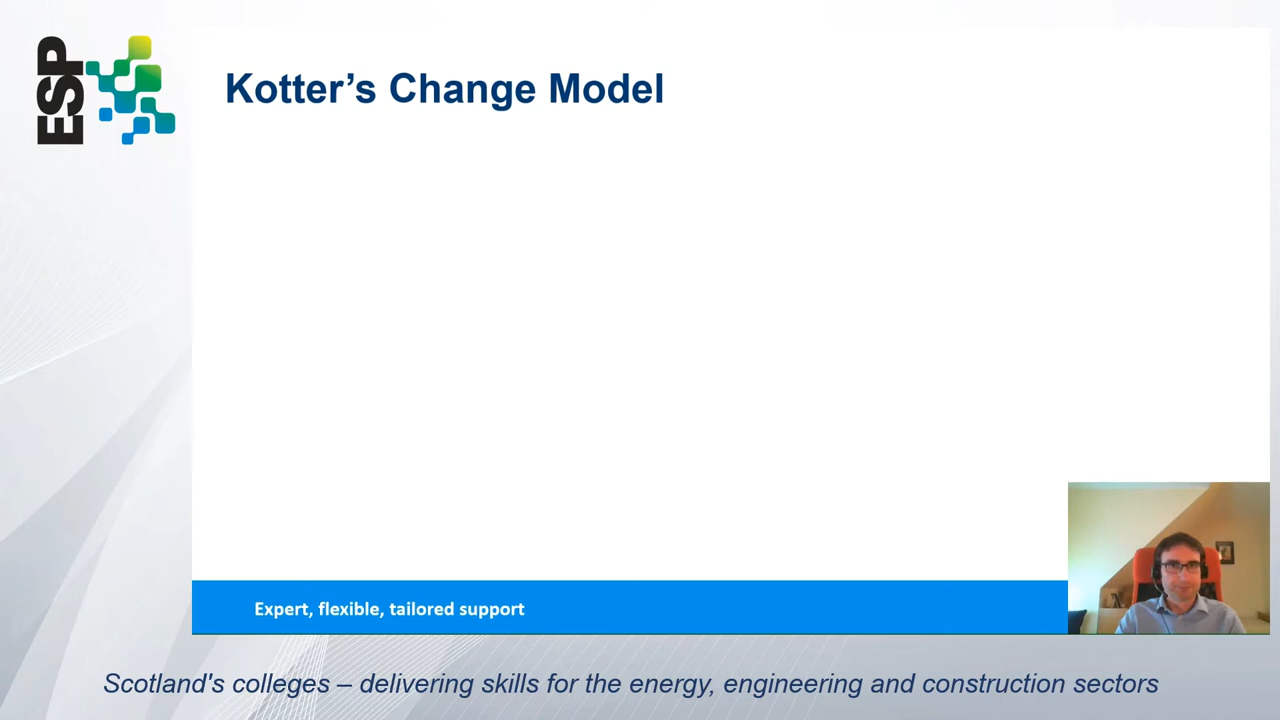 ESP
Kotter’s Change Model
Expert, flexible, tailored support
Scotland's colleges – delivering skills for the energy, engineering and construction sectors